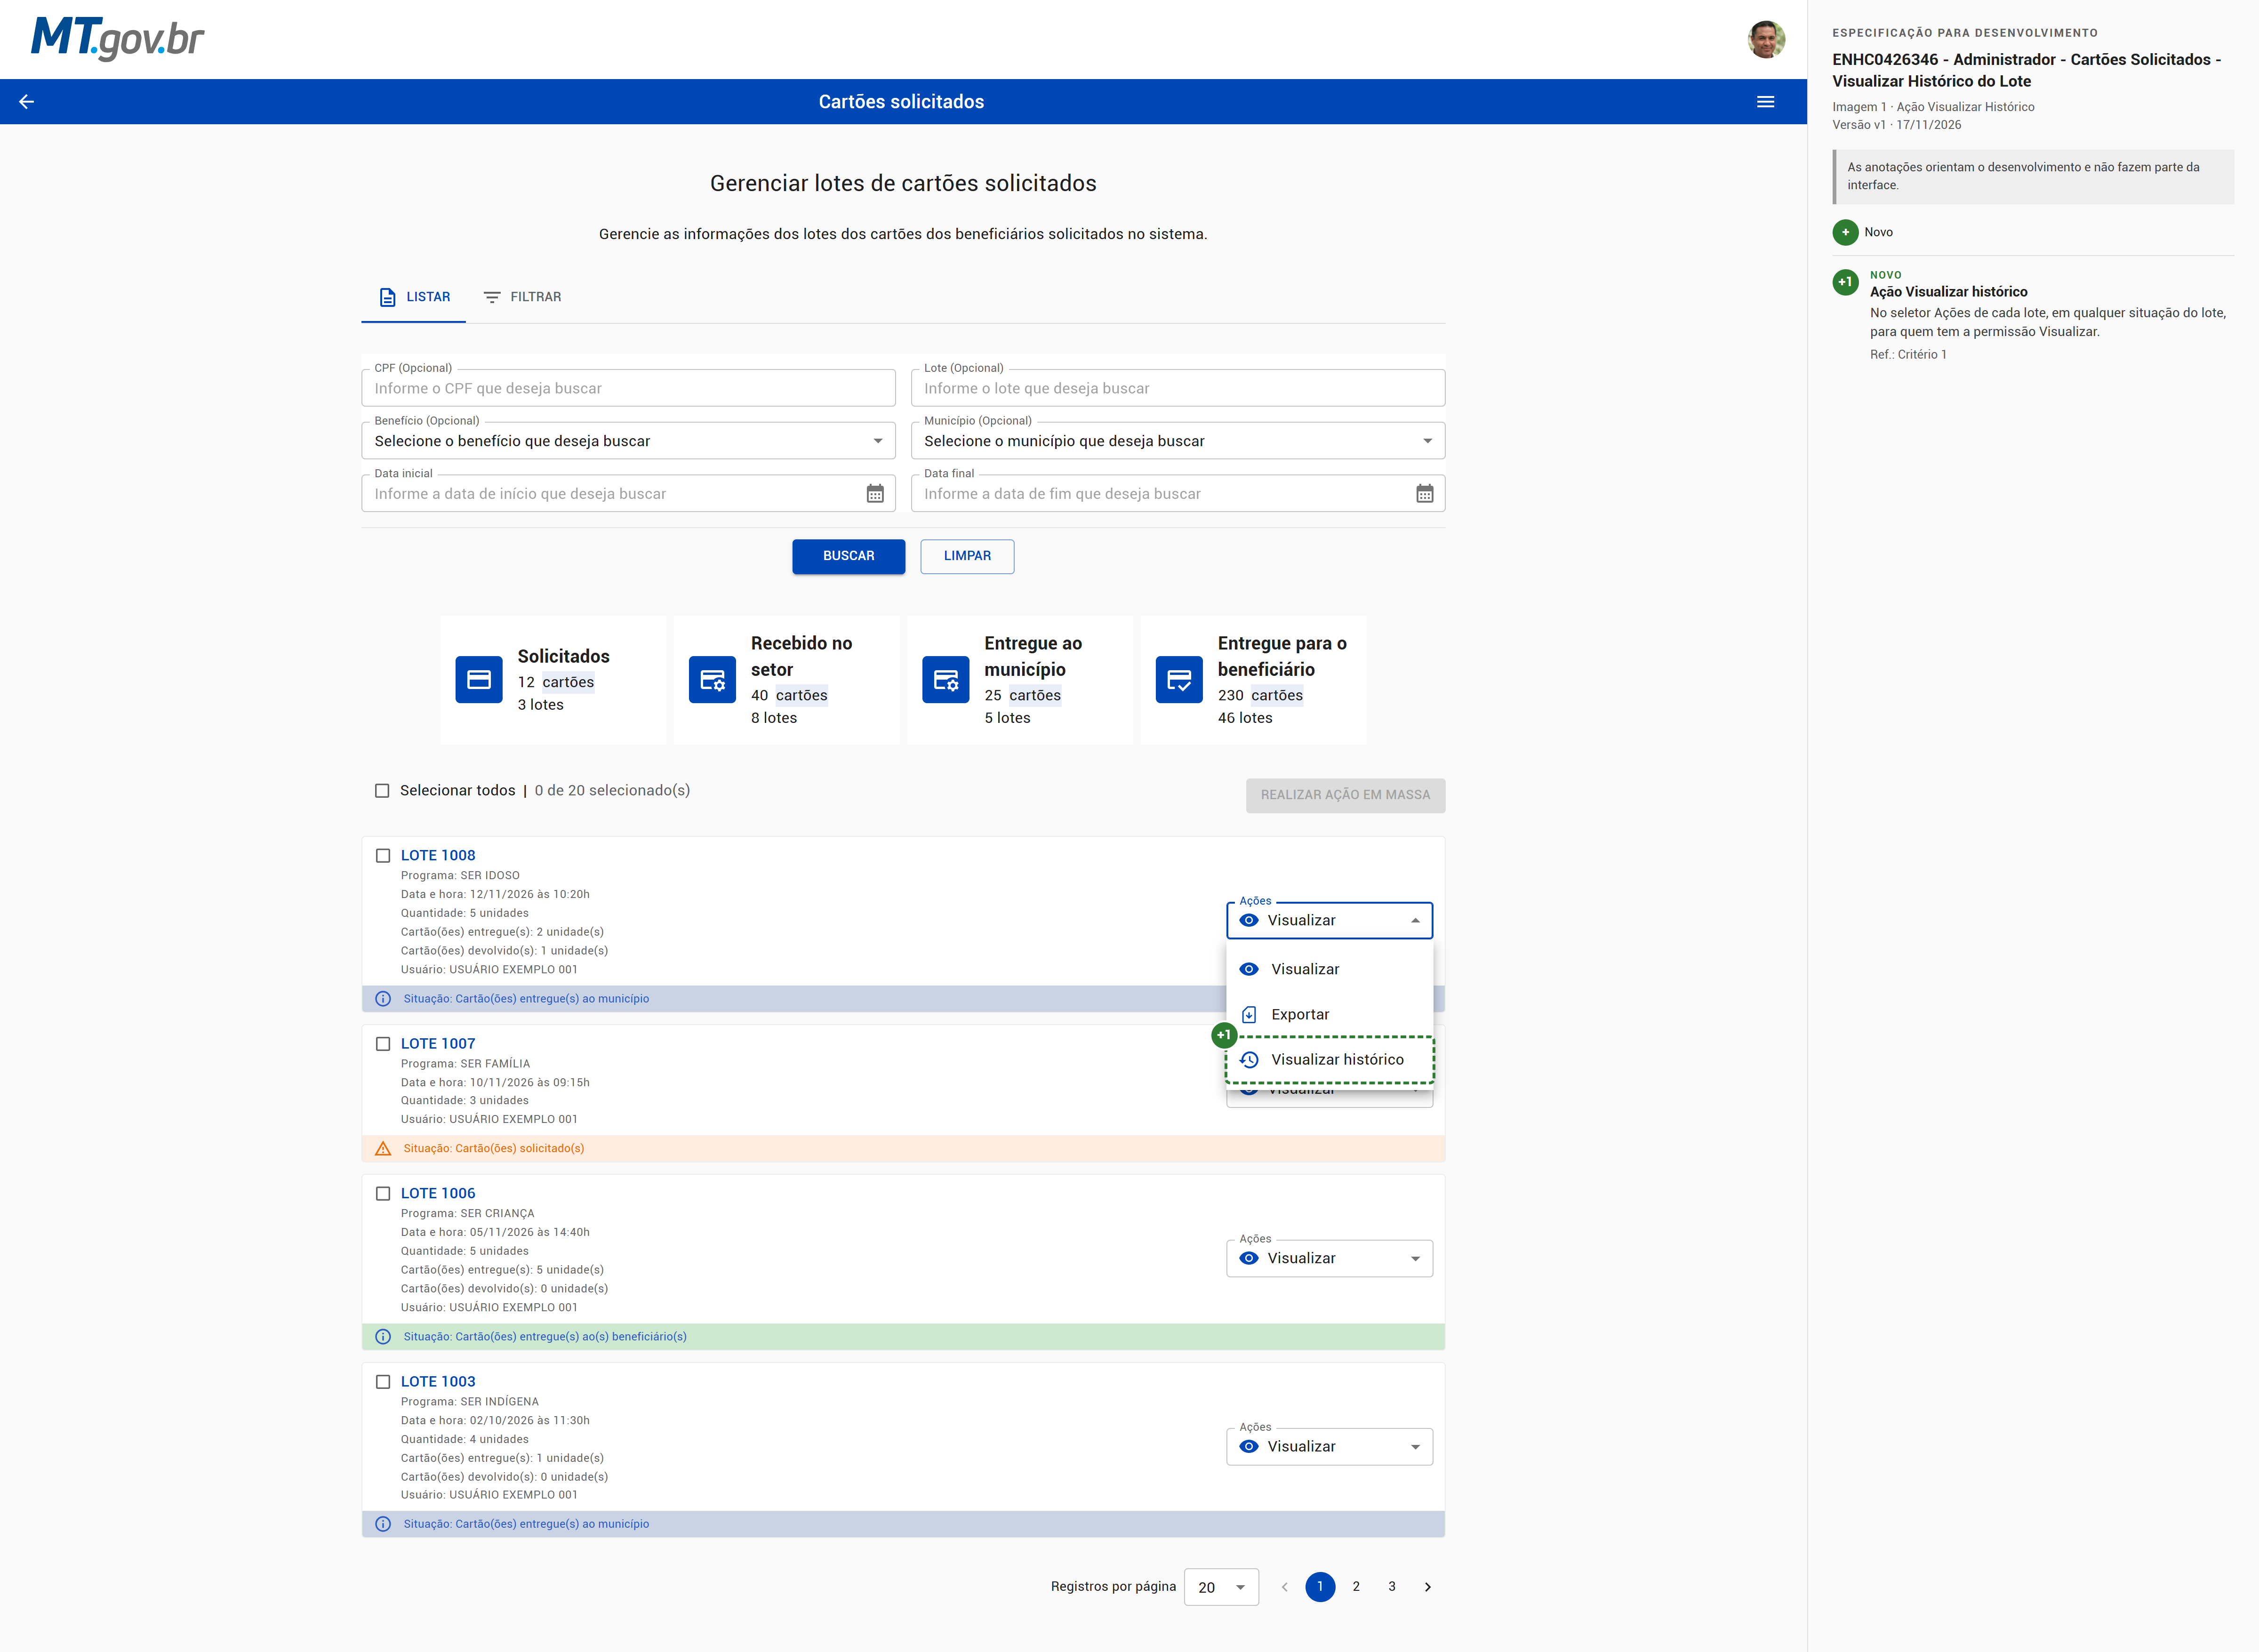 MT.gov.br
Cartões solicitados
Gerenciar lotes de cartões solicitados
Gerencie as informações dos lotes dos cartões dos beneficiários solicitados no sistema.
LISTAR
FILTRAR
CPF (Opcional)
Informe o CPF que deseja buscar
Lote (Opcional)
Informe o lote que deseja buscar
Benefício (Opcional)
Selecione o benefício que deseja buscar
Município (Opcional)
Selecione o município que deseja buscar
Data inicial
Informe a data de início que deseja buscar
Data final
Informe a data de fim que deseja buscar
BUSCAR
LIMPAR
Solicitados
12 cartões
3 lotes
Recebido no
setor
40 cartões
8 lotes
Entregue ao
município
25 cartões
5 lotes
Entregue para o
beneficiário
230 cartões
46 lotes
Selecionar todos | 0 de 20 selecionado(s)
REALIZAR AÇÃO EM MASSA
LOTE 1008
Programa: SER IDOSO
Data e hora: 12/11/2026 às 10:20h
Quantidade: 5 unidades
Cartão(ões) entregue(s): 2 unidade(s)
Cartão(ões) devolvido(s): 1 unidade(s)
Usuário: USUÁRIO EXEMPLO 001
Situação: Cartão(ões) entregue(s) ao município
Ações
Visualizar
Visualizar
Exportar
+1
Visualizar histórico
LOTE 1007
Programa: SER FAMÍLIA
Data e hora: 10/11/2026 às 09:15h
Quantidade: 3 unidades
Usuário: USUÁRIO EXEMPLO 001
Visualizar
Situação: Cartão(ões) solicitado(s)
LOTE 1006
Programa: SER CRIANÇA
Data e hora: 05/11/2026 às 14:40h
Quantidade: 5 unidades
Cartão(ões) entregue(s): 5 unidade(s)
Cartão(ões) devolvido(s): 0 unidade(s)
Usuário: USUÁRIO EXEMPLO 001
Ações
Visualizar
Situação: Cartão(ões) entregue(s) ao(s) beneficiário(s)
LOTE 1003
Programa: SER INDÍGENA
Data e hora: 02/10/2026 às 11:30h
Quantidade: 4 unidades
Cartão(ões) entregue(s): 1 unidade(s)
Cartão(ões) devolvido(s): 0 unidade(s)
Usuário: USUÁRIO EXEMPLO 001
Ações
Visualizar
Situação: Cartão(ões) entregue(s) ao município
Registros por página
20
1
2
3
ESPECIFICAÇÃO PARA DESENVOLVIMENTO
ENHC0426346 - Administrador - Cartões Solicitados -
Visualizar Histórico do Lote
Imagem 1 · Ação Visualizar Histórico
Versão v1 · 17/11/2026
As anotações orientam o desenvolvimento e não fazem parte da
interface.
+ Novo
+1
NOVO
Ação Visualizar histórico
No seletor Ações de cada lote, em qualquer situação do lote,
para quem tem a permissão Visualizar.
Ref.: Critério 1